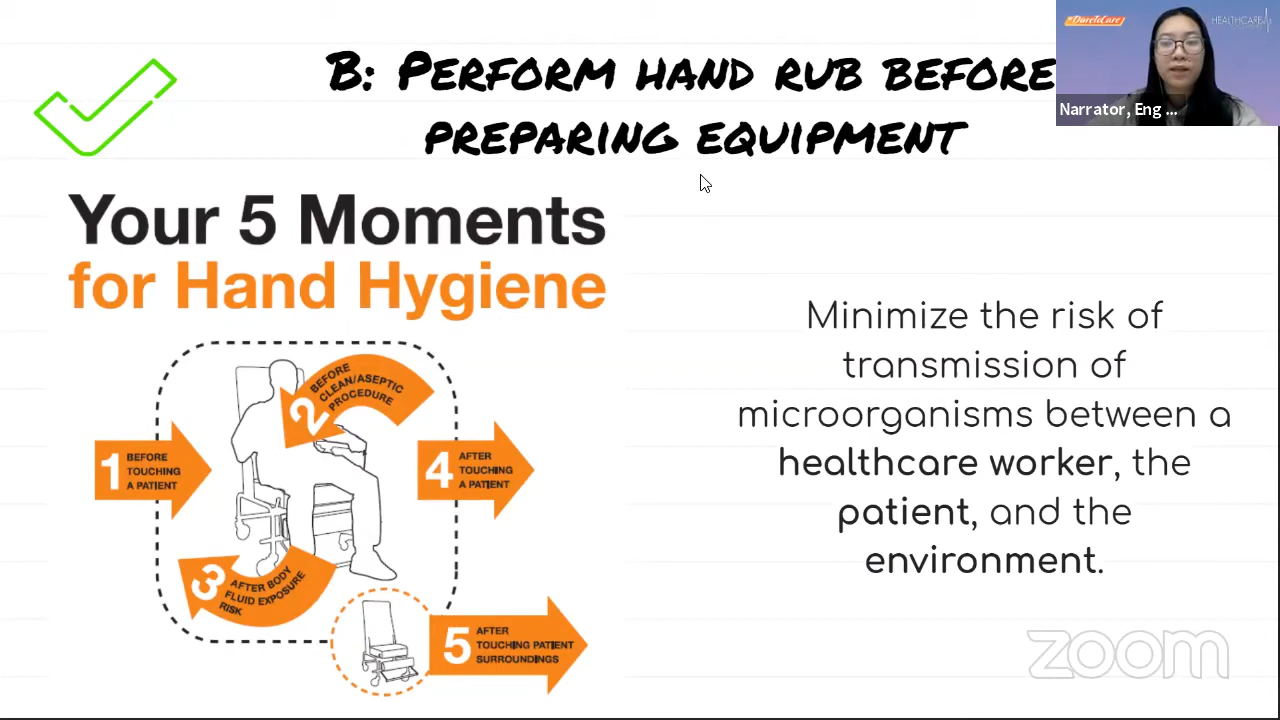 B: PERFORM HAND RUB BEFORE
PREPARING EQUIPMENT
#DareToCare
HEALTHCARE
Narrator, Eng ...
Your 5 Moments
for Hand Hygiene
1
BEFORE
TOUCHING
A PATIENT
2
BEFORE
CLEAN/ASEPTIC
PROCEDURE
3
AFTER BODY
FLUID EXPOSURE
RISK
4
AFTER
TOUCHING
A PATIENT
5
AFTER
TOUCHING PATIENT
SURROUNDINGS
Minimize the risk of
transmission of
microorganisms between a
healthcare worker, the
patient, and the
environment.
zoom